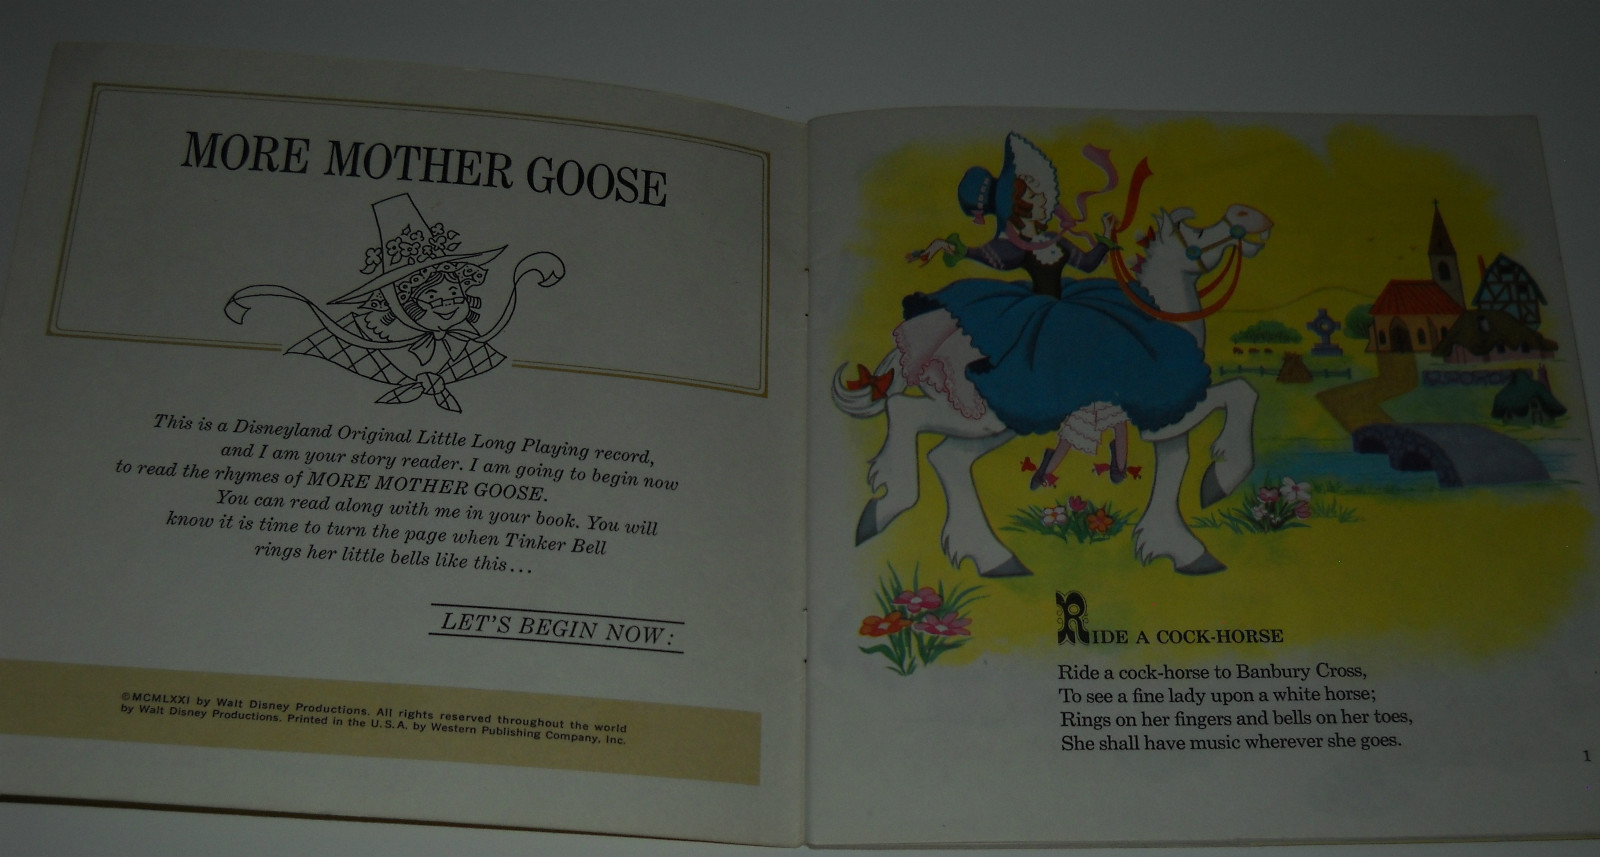 MORE MOTHER GOOSE
This is a Disneyland Original Little Long Playing record,
and I am your story reader. I am going to begin now
to read the rhymes of MORE MOTHER GOOSE.
You can read along with me in your book. You will
know it is time to turn the page when Tinker Bell
rings her little bells like this...
LET'S BEGIN NOW:
©MCMLXXI by Walt Disney Productions. All rights reserved throughout the world
by Walt Disney Productions. Printed in the U.S.A. by Western Publishing Company, Inc.
RIDE A COCK-HORSE
Ride a cock-horse to Banbury Cross,
To see a fine lady upon a white horse;
Rings on her fingers and bells on her toes,
She shall have music wherever she goes.
1